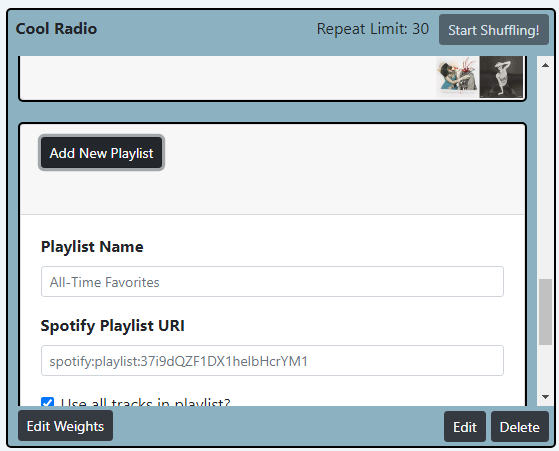 Cool Radio Repeat Limit: 30 Start Shuffling!
Add New Playlist
Playlist Name
All-Time Favorites
Spotify Playlist URI
spotify:playlist:37i9dQZF1DX1helbHcrYM1
Use all tracks in playlist?
Edit Weights Edit Delete